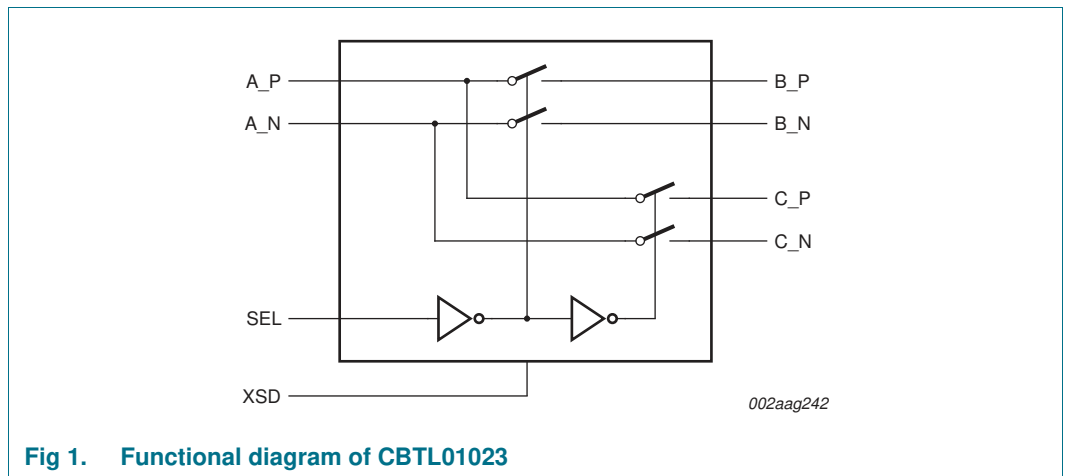 A_P
B_P
A_N
B_N
C_P
C_N
SEL
XSD
002aag242
Fig 1. Functional diagram of CBTL01023